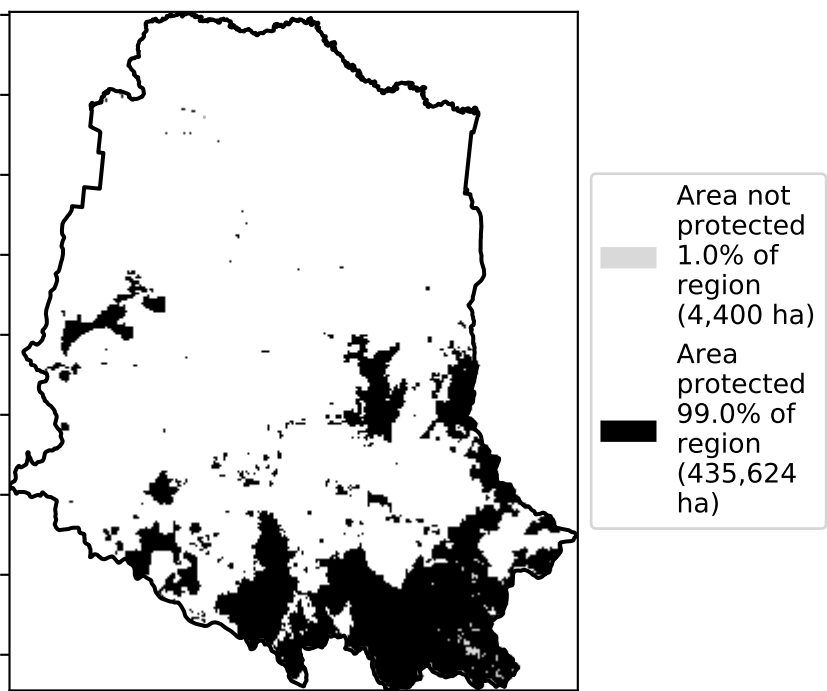 Area not
protected
1.0% of
region
(4,400 ha)
Area
protected
99.0% of
region
(435,624
ha)